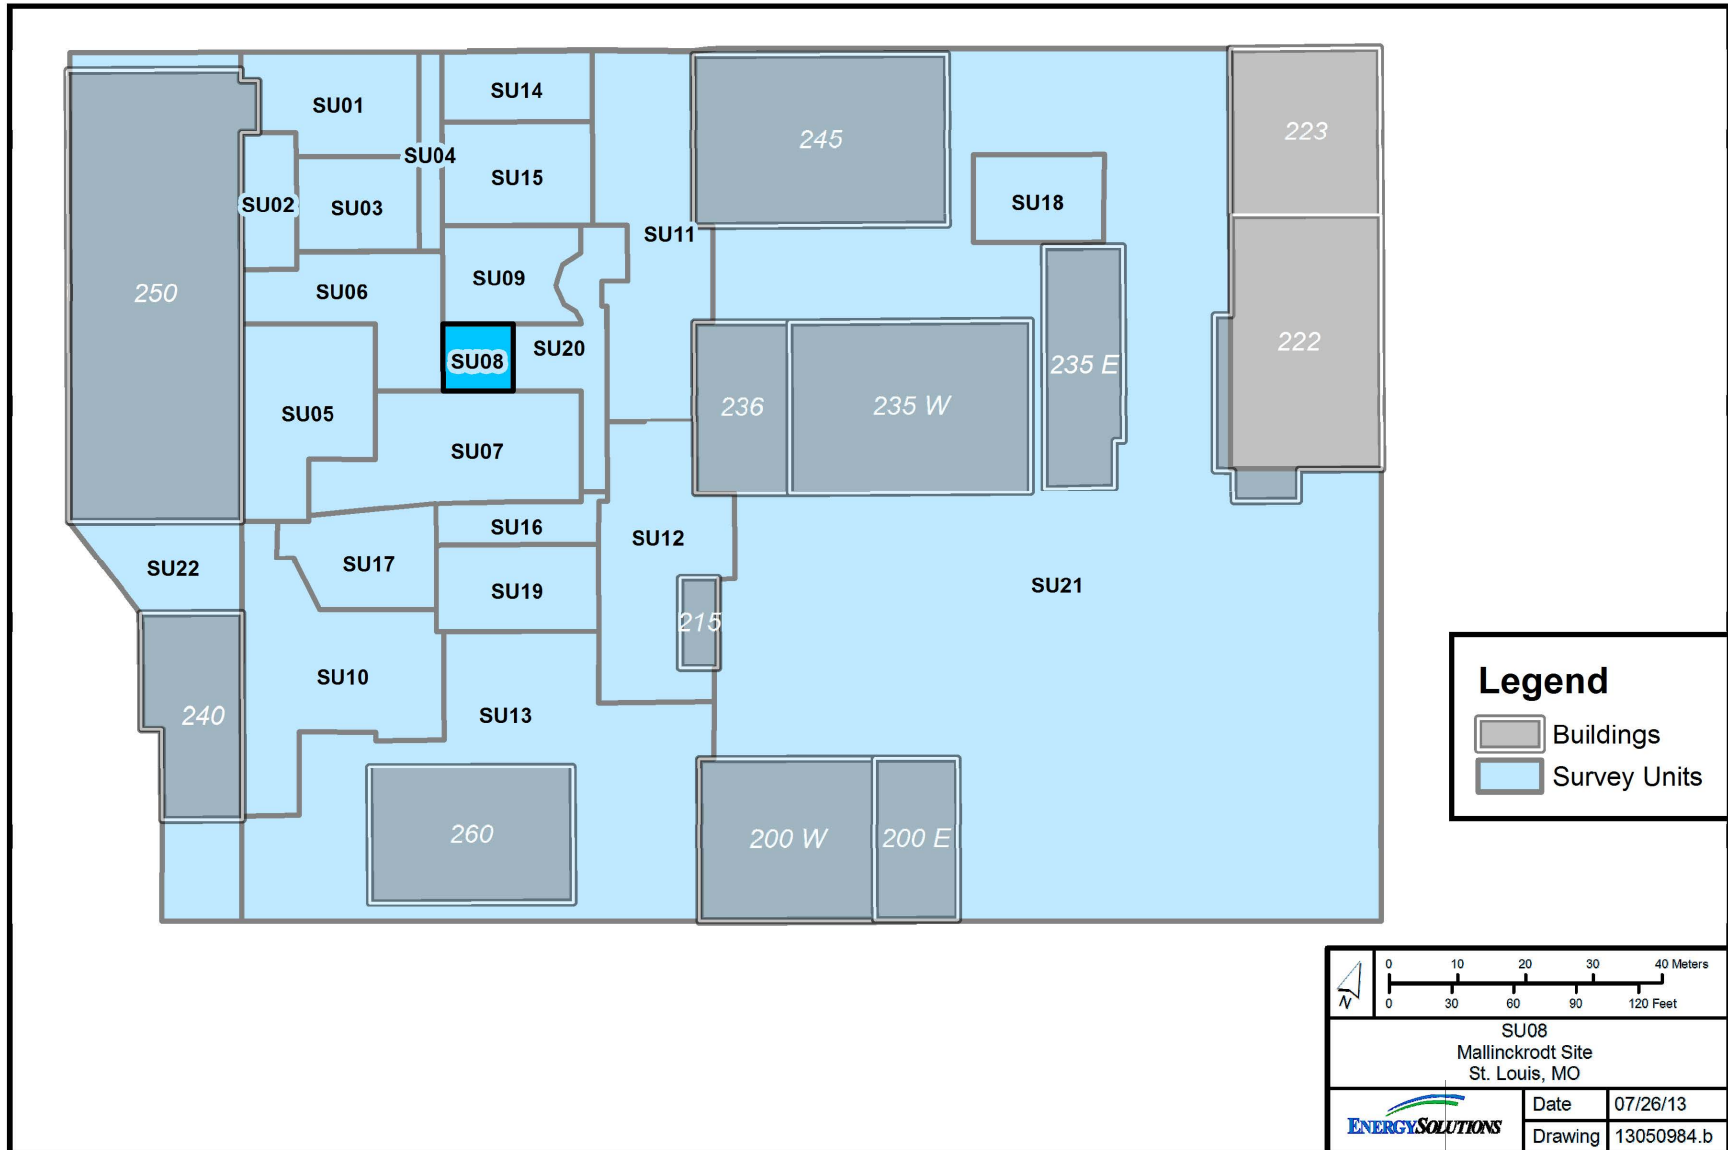 SU01
SU14
SU04
SU15
SU02
SU03
SU11
SU18
SU09
SU06
SU08
SU20
SU05
SU07
SU16
SU12
SU17
SU22
SU19
SU21
SU10
SU13
250
245
223
222
235 E
236
235 W
215
240
260
200 W
200 E
Legend
Buildings
Survey Units
N
0 10 20 30 40 Meters
0 30 60 90 120 Feet
SU08
Mallinckrodt Site
St. Louis, MO
ENERGYSOLUTIONS
Date 07/26/13
Drawing 13050984.b